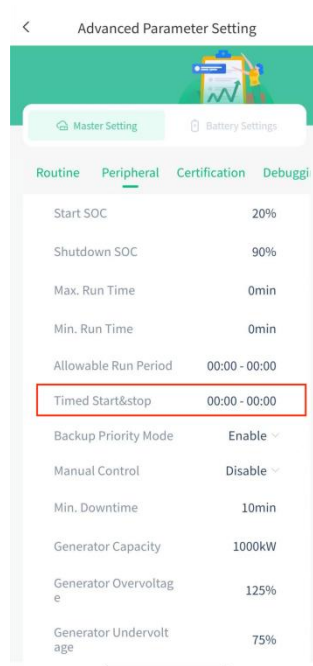 Advanced Parameter Setting
Master Setting Battery Settings
Routine Peripheral Certification Debuggi
Start SOC 20%
Shutdown SOC 90%
Max. Run Time 0min
Min. Run Time 0min
Allowable Run Period 00:00 - 00:00
Timed Start&stop 00:00 - 00:00
Backup Priority Mode Enable
Manual Control Disable
Min. Downtime 10min
Generator Capacity 1000kW
Generator Overvoltag
e 125%
Generator Undervolt
age 75%